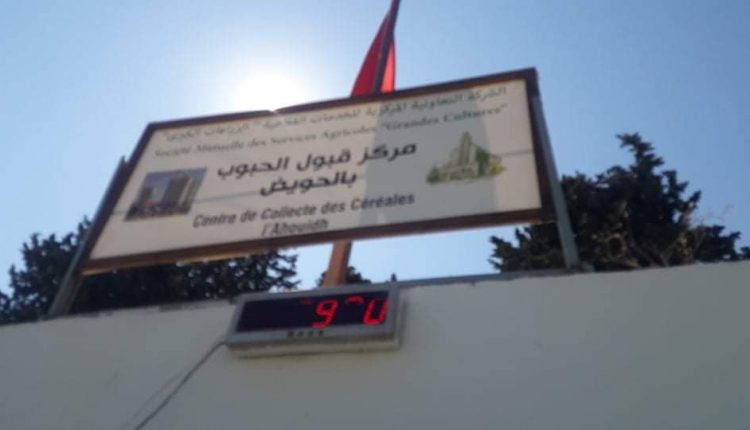 الشركة التعاونية المركزية للخدمات الفلاحية " الزراعات الكبرى"
Société Mutuelle des Services Agricoles "Grandes Cultures"
مركز قبول الحبوب
بالحويض
Centre de Collecte des Céréales
l'Ahouidh